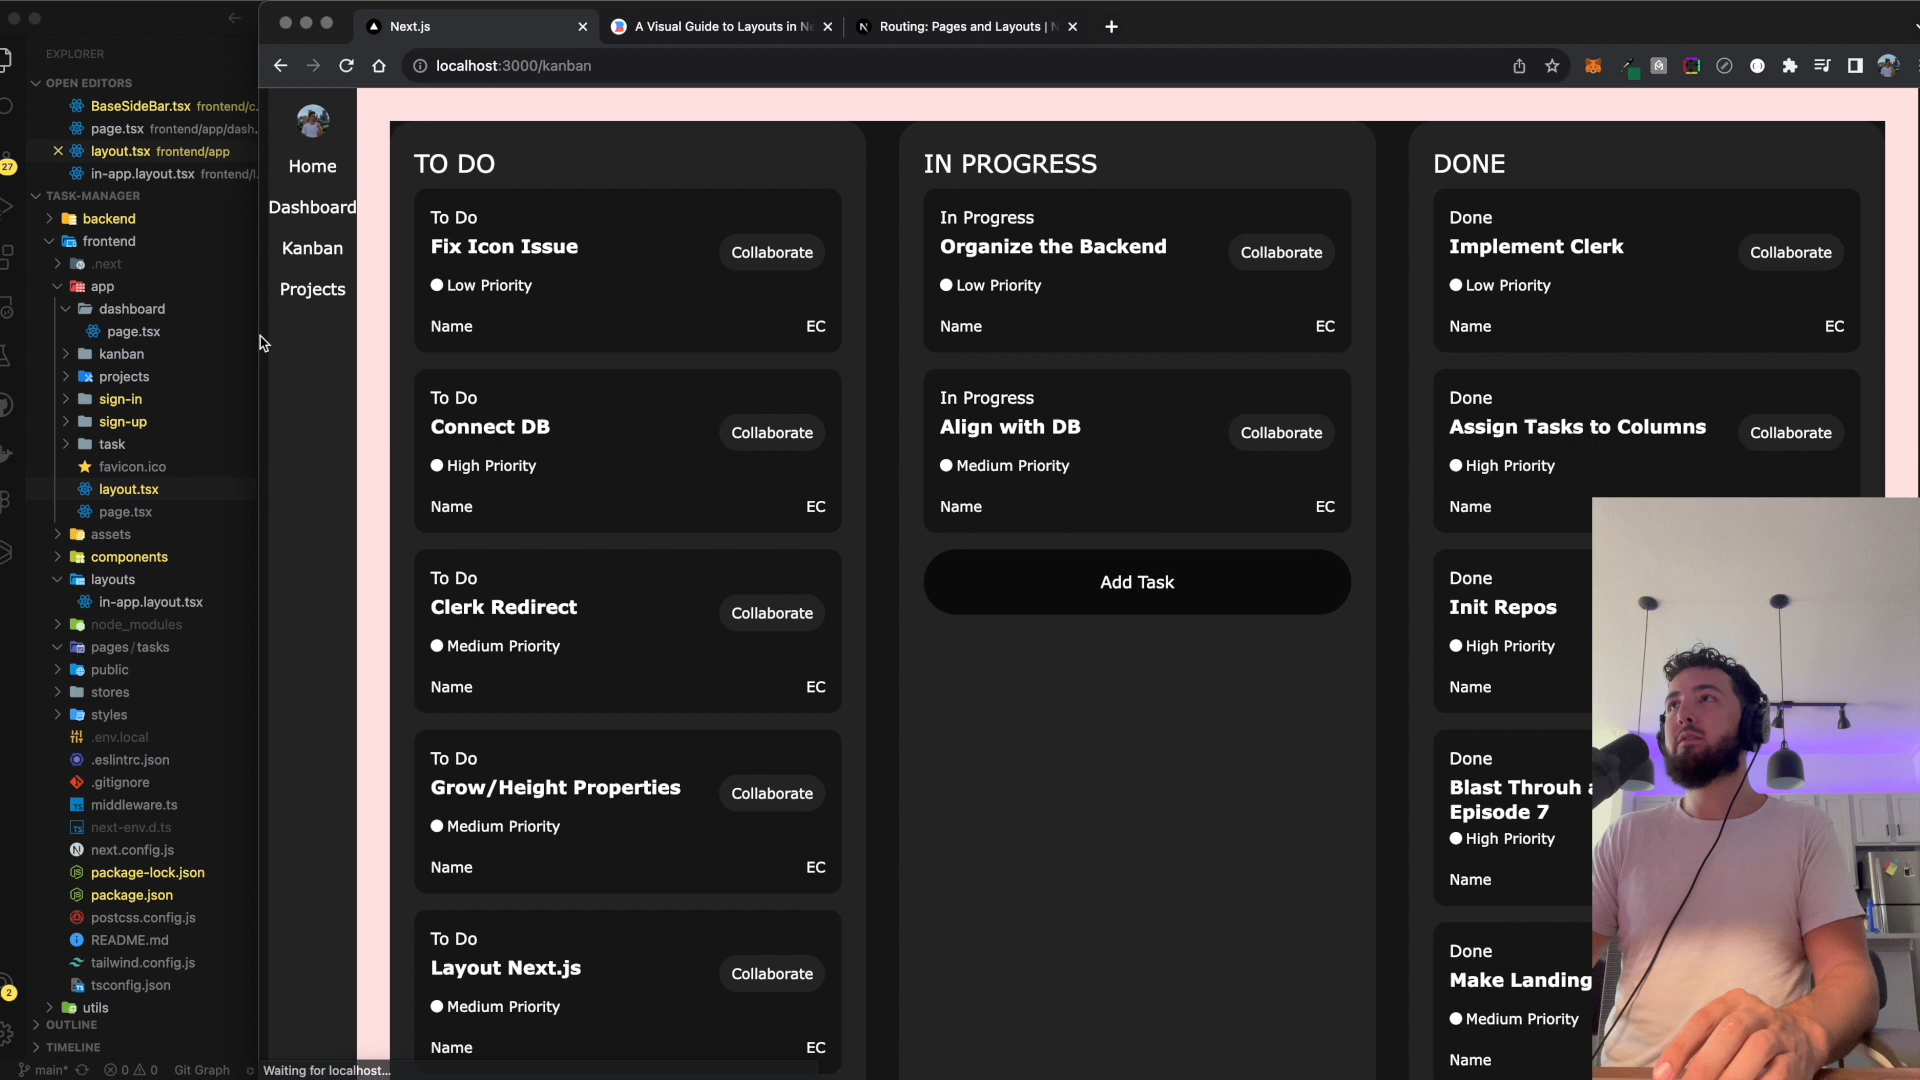 EXPLORER
OPEN EDITORS
BaseSideBar.tsx frontend/c...
page.tsx frontend/app/dash...
layout.tsx frontend/app
in-app.layout.tsx frontend/l...
27
TASK-MANAGER
backend
frontend
.next
app
dashboard
page.tsx
kanban
projects
sign-in
sign-up
task
favicon.ico
layout.tsx
page.tsx
assets
components
layouts
in-app.layout.tsx
node_modules
pages/tasks
public
stores
styles
.env.local
.eslintrc.json
.gitignore
middleware.ts
next-env.d.ts
next.config.js
package-lock.json
package.json
postcss.config.js
README.md
tailwind.config.js
tsconfig.json
utils
2
OUTLINE
TIMELINE
main*
0 0
Git Graph
Next.js
A Visual Guide to Layouts in Ne
Routing: Pages and Layouts | N
localhost:3000/kanban
Home
Dashboard
Kanban
Projects
TO DO
To Do
Fix Icon Issue
Collaborate
Low Priority
Name EC
To Do
Connect DB
Collaborate
High Priority
Name EC
To Do
Clerk Redirect
Collaborate
Medium Priority
Name EC
To Do
Grow/Height Properties
Collaborate
Medium Priority
Name EC
To Do
Layout Next.js
Collaborate
Medium Priority
Name EC
IN PROGRESS
In Progress
Organize the Backend
Collaborate
Low Priority
Name EC
In Progress
Align with DB
Collaborate
Medium Priority
Name EC
Add Task
DONE
Done
Implement Clerk
Collaborate
Low Priority
Name EC
Done
Assign Tasks to Columns
Collaborate
High Priority
Name
Done
Init Repos
High Priority
Name
Done
Blast Throuh a
Episode 7
High Priority
Name
Done
Make Landing
Medium Priority
Name
Waiting for localhost...